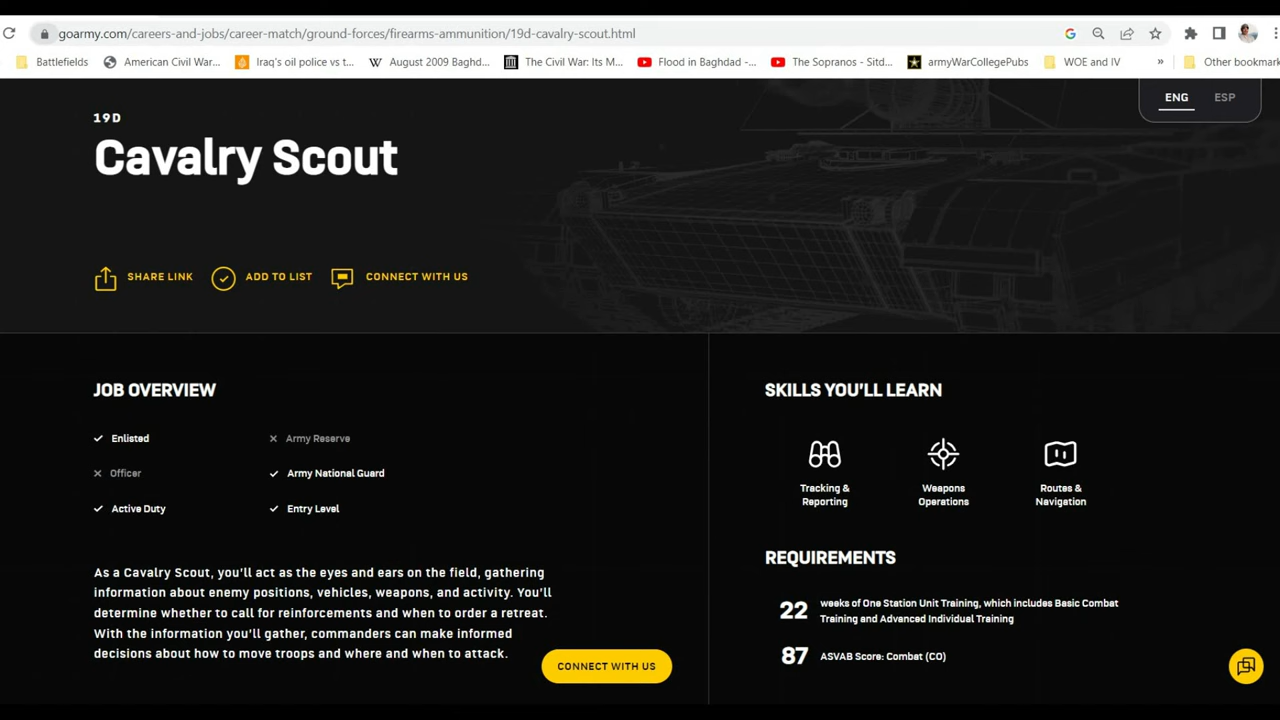 goarmy.com/careers-and-jobs/career-match/ground-forces/firearms-ammunition/19d-cavalry-scout.html
Battlefields American Civil War... Iraq's oil police vs t... August 2009 Baghd... The Civil War: Its M... Flood in Baghdad -... The Sopranos - Sitd... armyWarCollegePubs WOE and IV » Other bookmark
ENG ESP
19D
Cavalry Scout
SHARE LINK ADD TO LIST CONNECT WITH US
JOB OVERVIEW
Enlisted Army Reserve
Officer Army National Guard
Active Duty Entry Level
As a Cavalry Scout, you'll act as the eyes and ears on the field, gathering
information about enemy positions, vehicles, weapons, and activity. You'll
determine whether to call for reinforcements and when to order a retreat.
With the information you'll gather, commanders can make informed
decisions about how to move troops and where and when to attack.
CONNECT WITH US
SKILLS YOU'LL LEARN
Tracking &
Reporting
Weapons
Operations
Routes &
Navigation
REQUIREMENTS
22 weeks of One Station Unit Training, which includes Basic Combat
Training and Advanced Individual Training
87 ASVAB Score: Combat (CO)